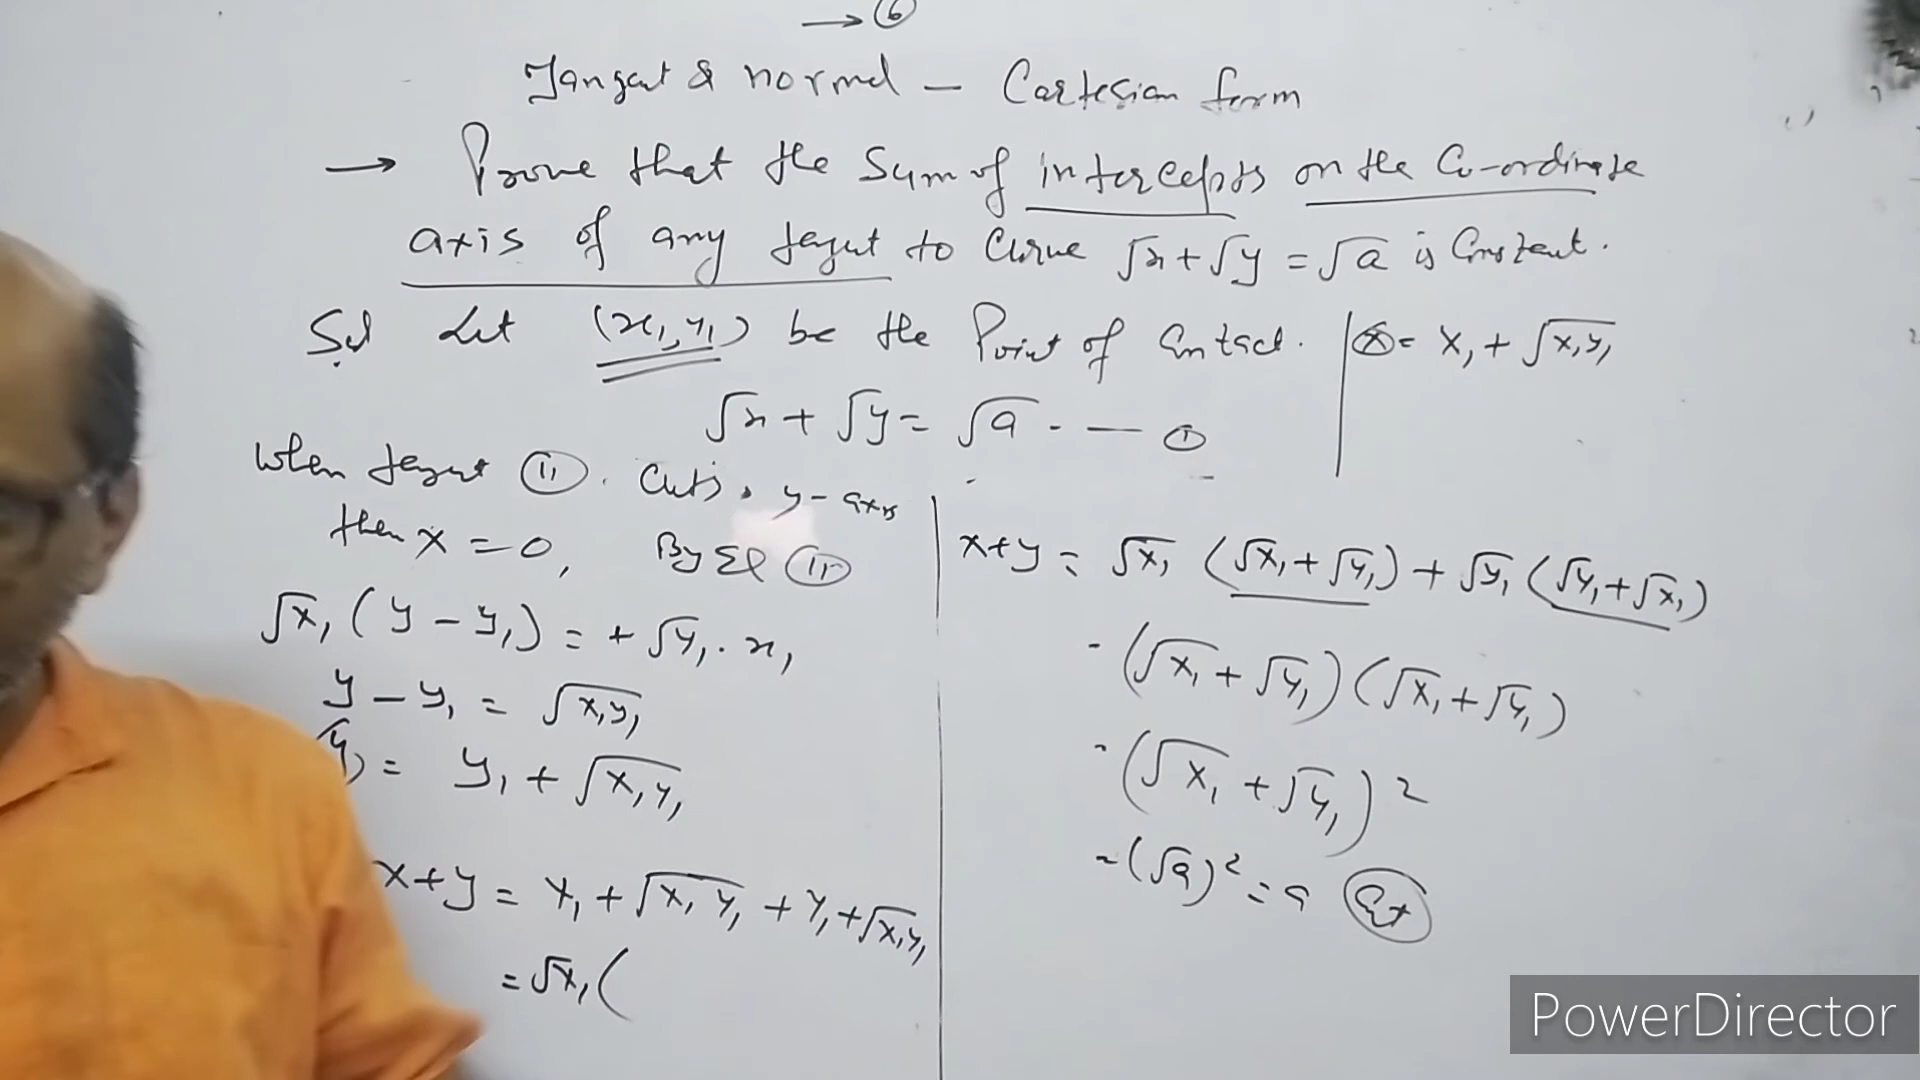 → 6
Tangent & normal – Cartesian form
→ Prove that the Sum of intercepts on the Co-ordinate
axis of any tangent to Curve √x + √y = √a is Constant.
Sol Let (x₁, y₁) be the Point of Contact.
x = x₁ + √x₁y₁
√x + √y = √a - — ①
When tangent (ii). Cuts y-axis
then x = 0, By Eq (ii)
√x₁ (y – y₁) = + √y₁. x₁
y – y₁ = √x₁y₁
y = y₁ + √x₁y₁
x+y = x₁ + √x₁y₁ + y₁ + √x₁y₁
= √x₁ (
x+y = √x₁ (√x₁ + √y₁) + √y₁ (√y₁ + √x₁)
= (√x₁ + √y₁) (√x₁ + √y₁)
= (√x₁ + √y₁)²
= (√a)² = a
PowerDirector